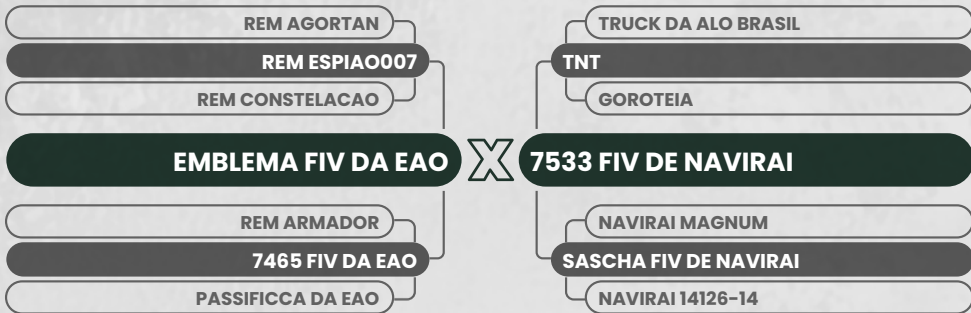 REM AGORTAN
REM ESPIAO007
REM CONSTELACAO
EMBLEMA FIV DA EAO
REM ARMADOR
7465 FIV DA EAO
PASSIFICCA DA EAO
X
TRUCK DA ALO BRASIL
TNT
GOROTEIA
7533 FIV DE NAVIRAI
NAVIRAI MAGNUM
SASCHA FIV DE NAVIRAI
NAVIRAI 14126-14